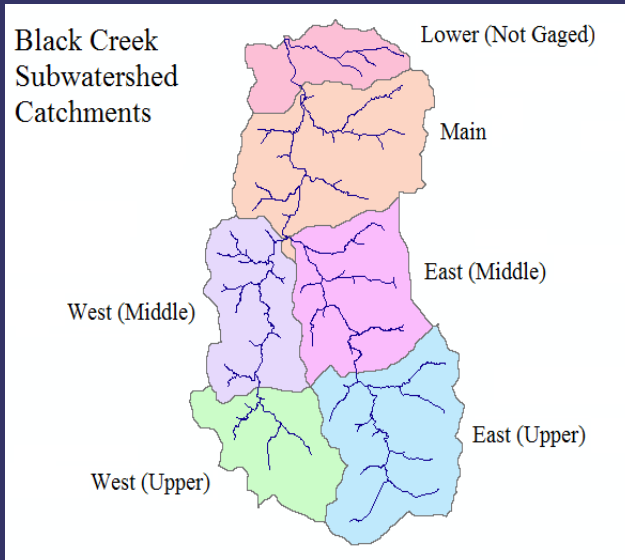 Black Creek
Subwatershed
Catchments
Lower (Not Gaged)
Main
East (Middle)
West (Middle)
East (Upper)
West (Upper)